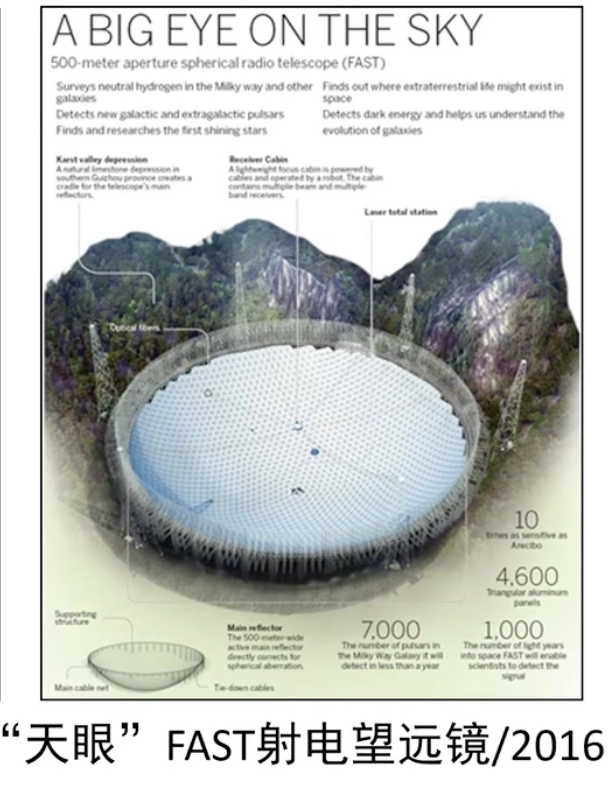 A BIG EYE ON THE SKY
500-meter aperture spherical radio telescope (FAST)
Surveys neutral hydrogen in the Milky way and other
galaxies
Detects new galactic and extragalactic pulsars
Finds and researches the first shining stars
Finds out where extraterrestrial life might exist in
space
Detects dark energy and helps us understand the
evolution of galaxies
Karst valley depression
A natural limestone depression in
southern Guizhou province creates a
cradle for the telescope's main
reflectors.
Receiver Cabin
A lightweight focus cabin is powered by
cables and operated by a robot. The cabin
contains multiple-beam and multiple-
band receivers.
Laser total station
Optical fibers
10
times as sensitive as
Arecibo
4,600
Triangular aluminum
panels
Supporting
structure
Main cable net
Tie-down cables
Main reflector
The 500-meter-wide
active main reflector
directly corrects for
spherical aberration.
7,000
The number of pulsars in
the Milky Way Galaxy it will
detect in less than a year
1,000
The number of light years
into space FAST will enable
scientists to detect the
signal
“天眼” FAST射电望远镜/2016